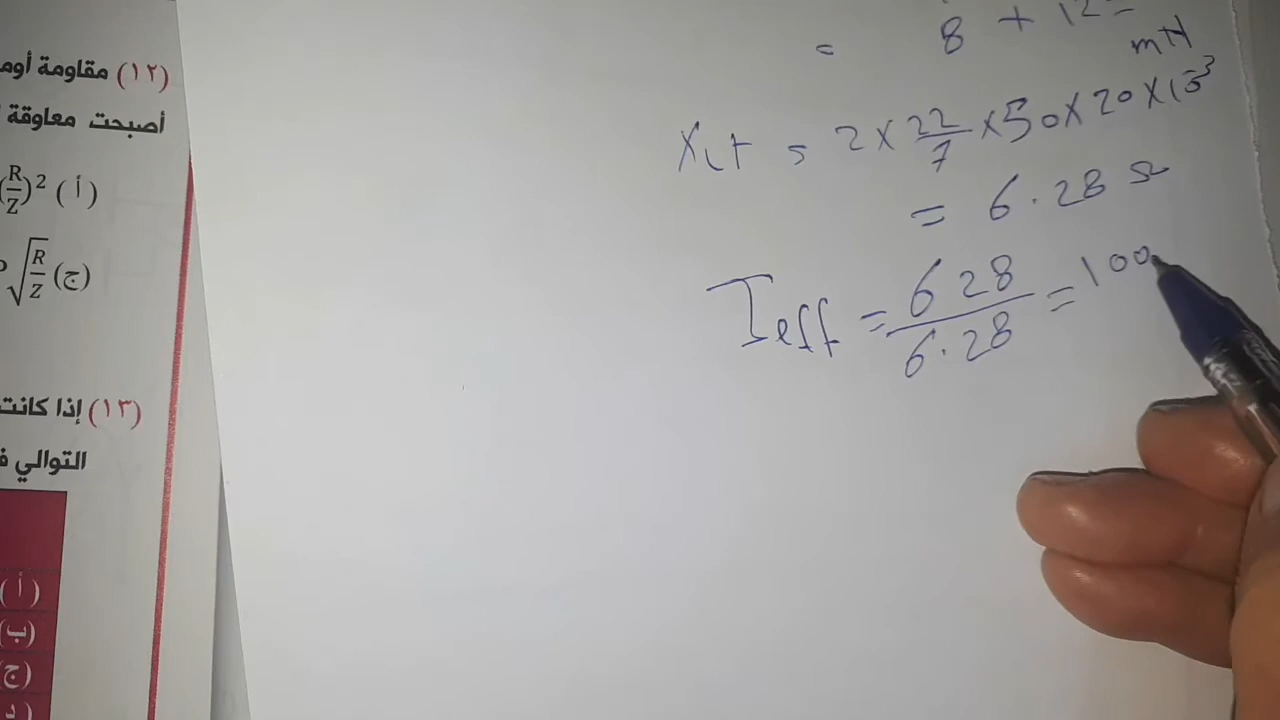 = 8 + 12 =
mH
XLt = 2 × 22/7 × 50 × 20 × 10⁻³
= 6.28 Ω
Ieff = 628/6.28 = 100
(١٢) مقاومة
أصبحت معاوقة
(أ) (R/Z)²
(ج) √(R/Z)
(١٣) إذا كانت
التوالي
(أ)
(ب)
(ج)
(د)